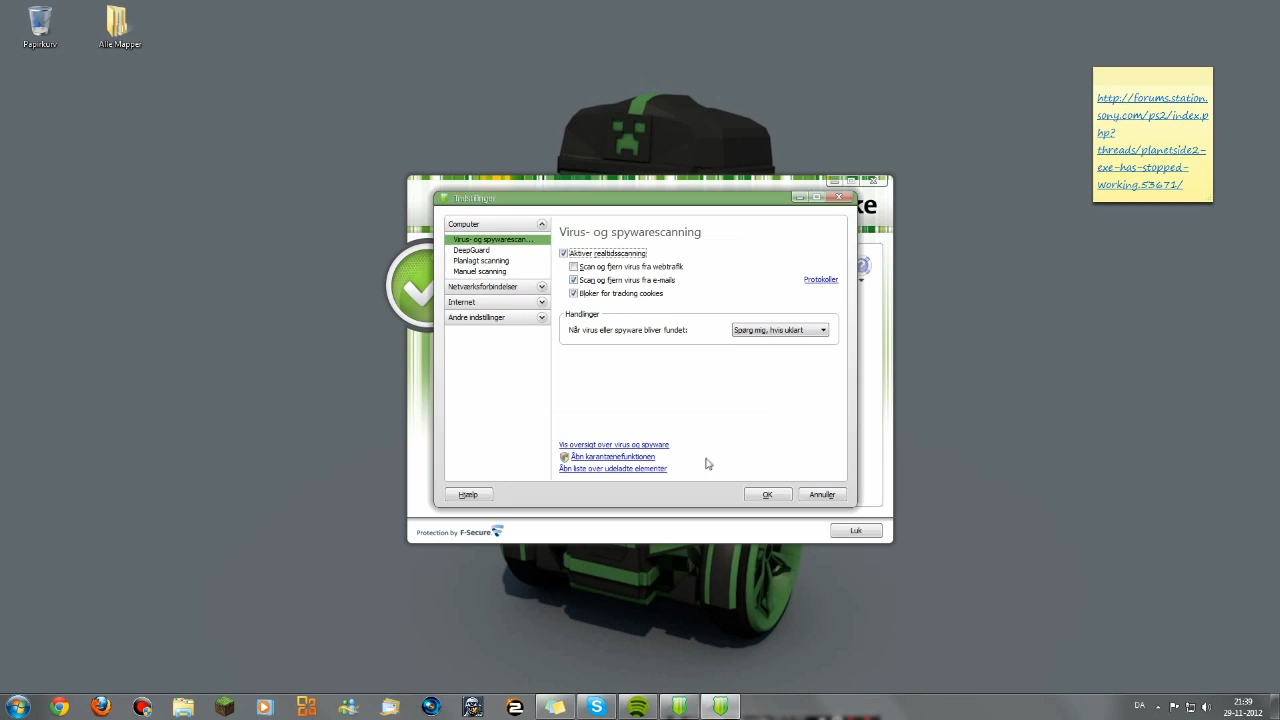 Papirkurv
Alle Mapper
http://forums.station.
sony.com/ps2/index.p
hp?
threads/planetside2-
exe-has-stopped-
working.53671/
ke
Indstillinger
Computer
Virus- og spywarescan...
DeepGuard
Planlagt scanning
Manuel scanning
Netværksforbindelser
Internet
Andre indstillinger
Virus- og spywarescanning
Aktiver realtidsscanning
Scan og fjern virus fra webtrafik
Scan og fjern virus fra e-mails
Protokoller
Bloker for tracking cookies
Handlinger
Når virus eller spyware bliver fundet:
Spørg mig, hvis uklart
Vis oversigt over virus og spyware
Åbn karantænefunktionen
Åbn liste over udeladte elementer
Hjælp
OK
Annuller
Protection by F-Secure
Luk
DA
21:39
29-11-2012